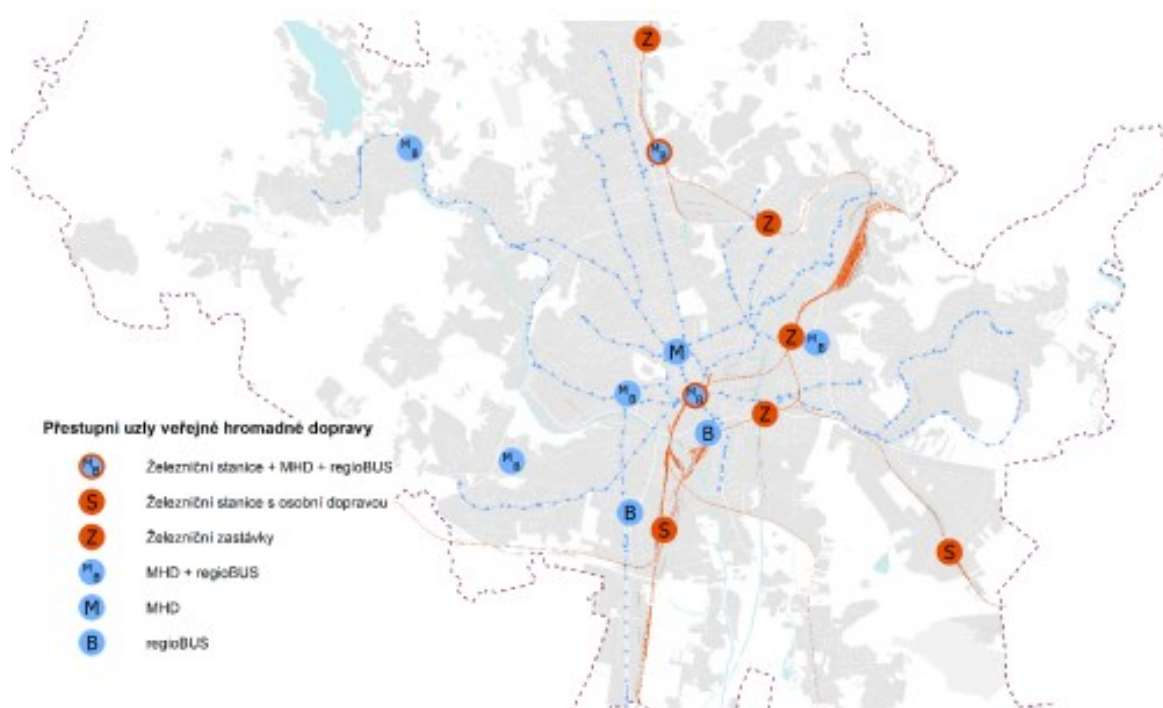 Z
M B
M B
Z
Z
M B
M
M B
M B
Z
B
M B
B
S
S
Přestupní uzly veřejné hromadné dopravy
M B Železniční stanice + MHD + regioBUS
S Železniční stanice s osobní dopravou
Z Železniční zastávky
M B MHD + regioBUS
M MHD
B regioBUS